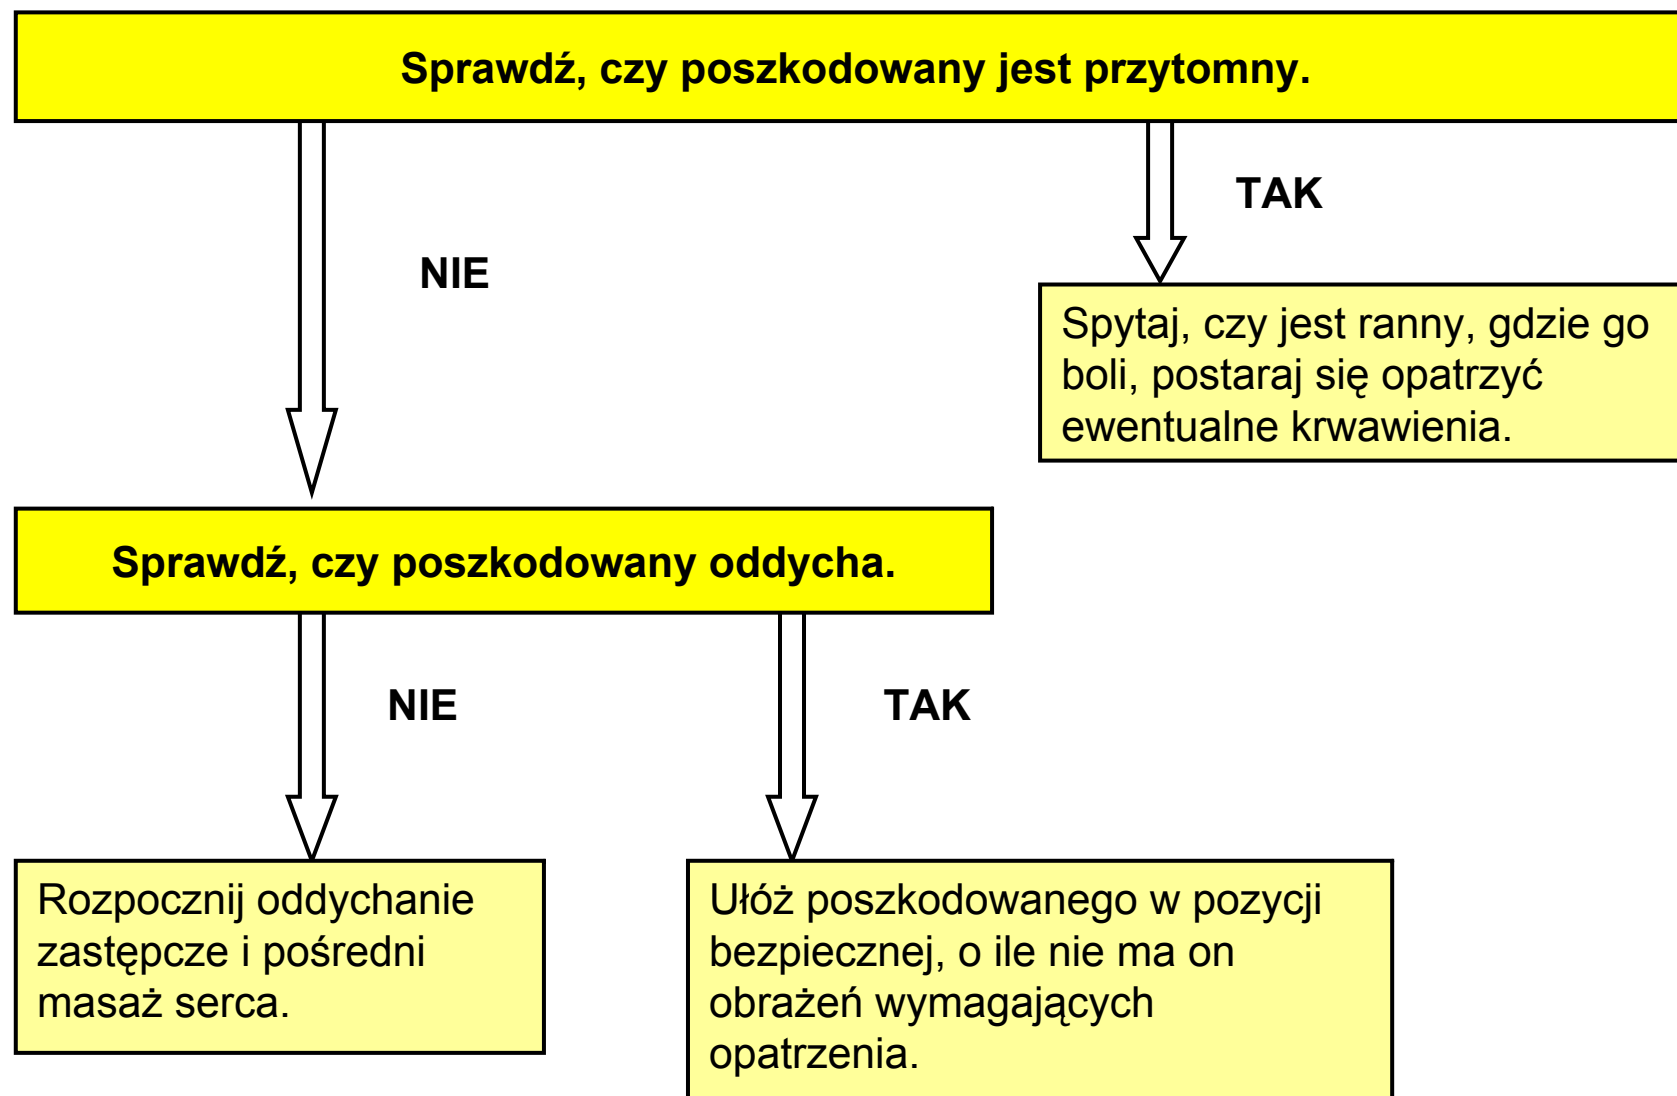 Sprawdź, czy poszkodowany jest przytomny.
TAK
NIE
Spytaj, czy jest ranny, gdzie go
boli, postaraj się opatrzyć
ewentualne krwawienia.
Sprawdź, czy poszkodowany oddycha.
NIE
TAK
Rozpocznij oddychanie
zastępcze i pośredni
masaż serca.
Ułóż poszkodowanego w pozycji
bezpiecznej, o ile nie ma on
obrażeń wymagających
opatrzenia.